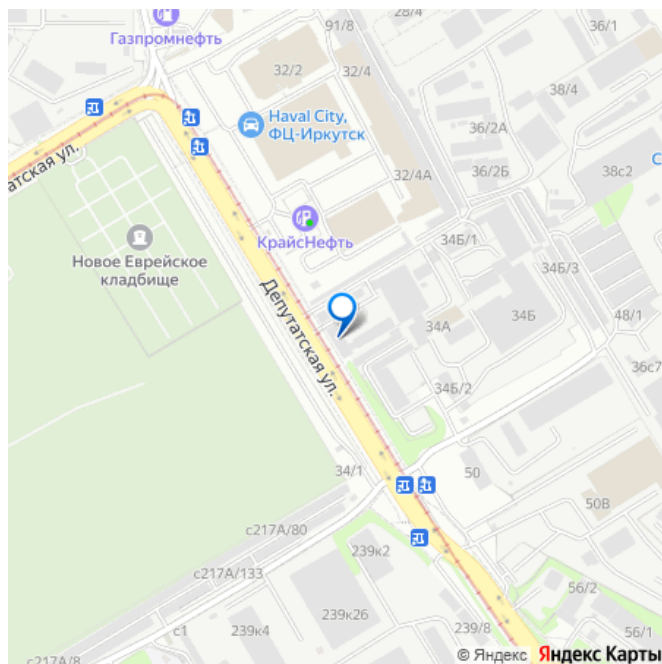 28/4
91/8
36/1
Газпромнефть
32/2
32/4
38/4
Haval City,
ФЦ-Иркутск
36/2А
атская ул.
36/2Б
38с2
С
32/4А
КрайсНефть
34Б/1
Новое Еврейское
кладбище
34Б/3
Депутатская ул.
34А
34Б
48/1
36с7
34Б/2
34/1
50
50В
с217А/80
239к2
с217А/133
56/2
239к26
с1
239к4
239/8
56/1
с217А/8
© Яндекс Яндекс Карты